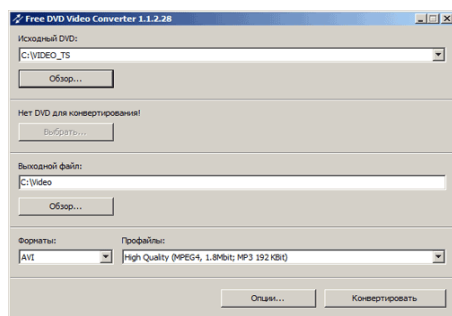 Free DVD Video Converter 1.1.2.28
Исходный DVD:
C:\VIDEO_TS
Обзор...
Нет DVD для конвертирования!
Выбрать...
Выходной файл:
C:\Video
Обзор...
Форматы: Профайлы:
AVI High Quality (MPEG4, 1.8Mbit; MP3 192 KBit)
Опции... Конвертировать